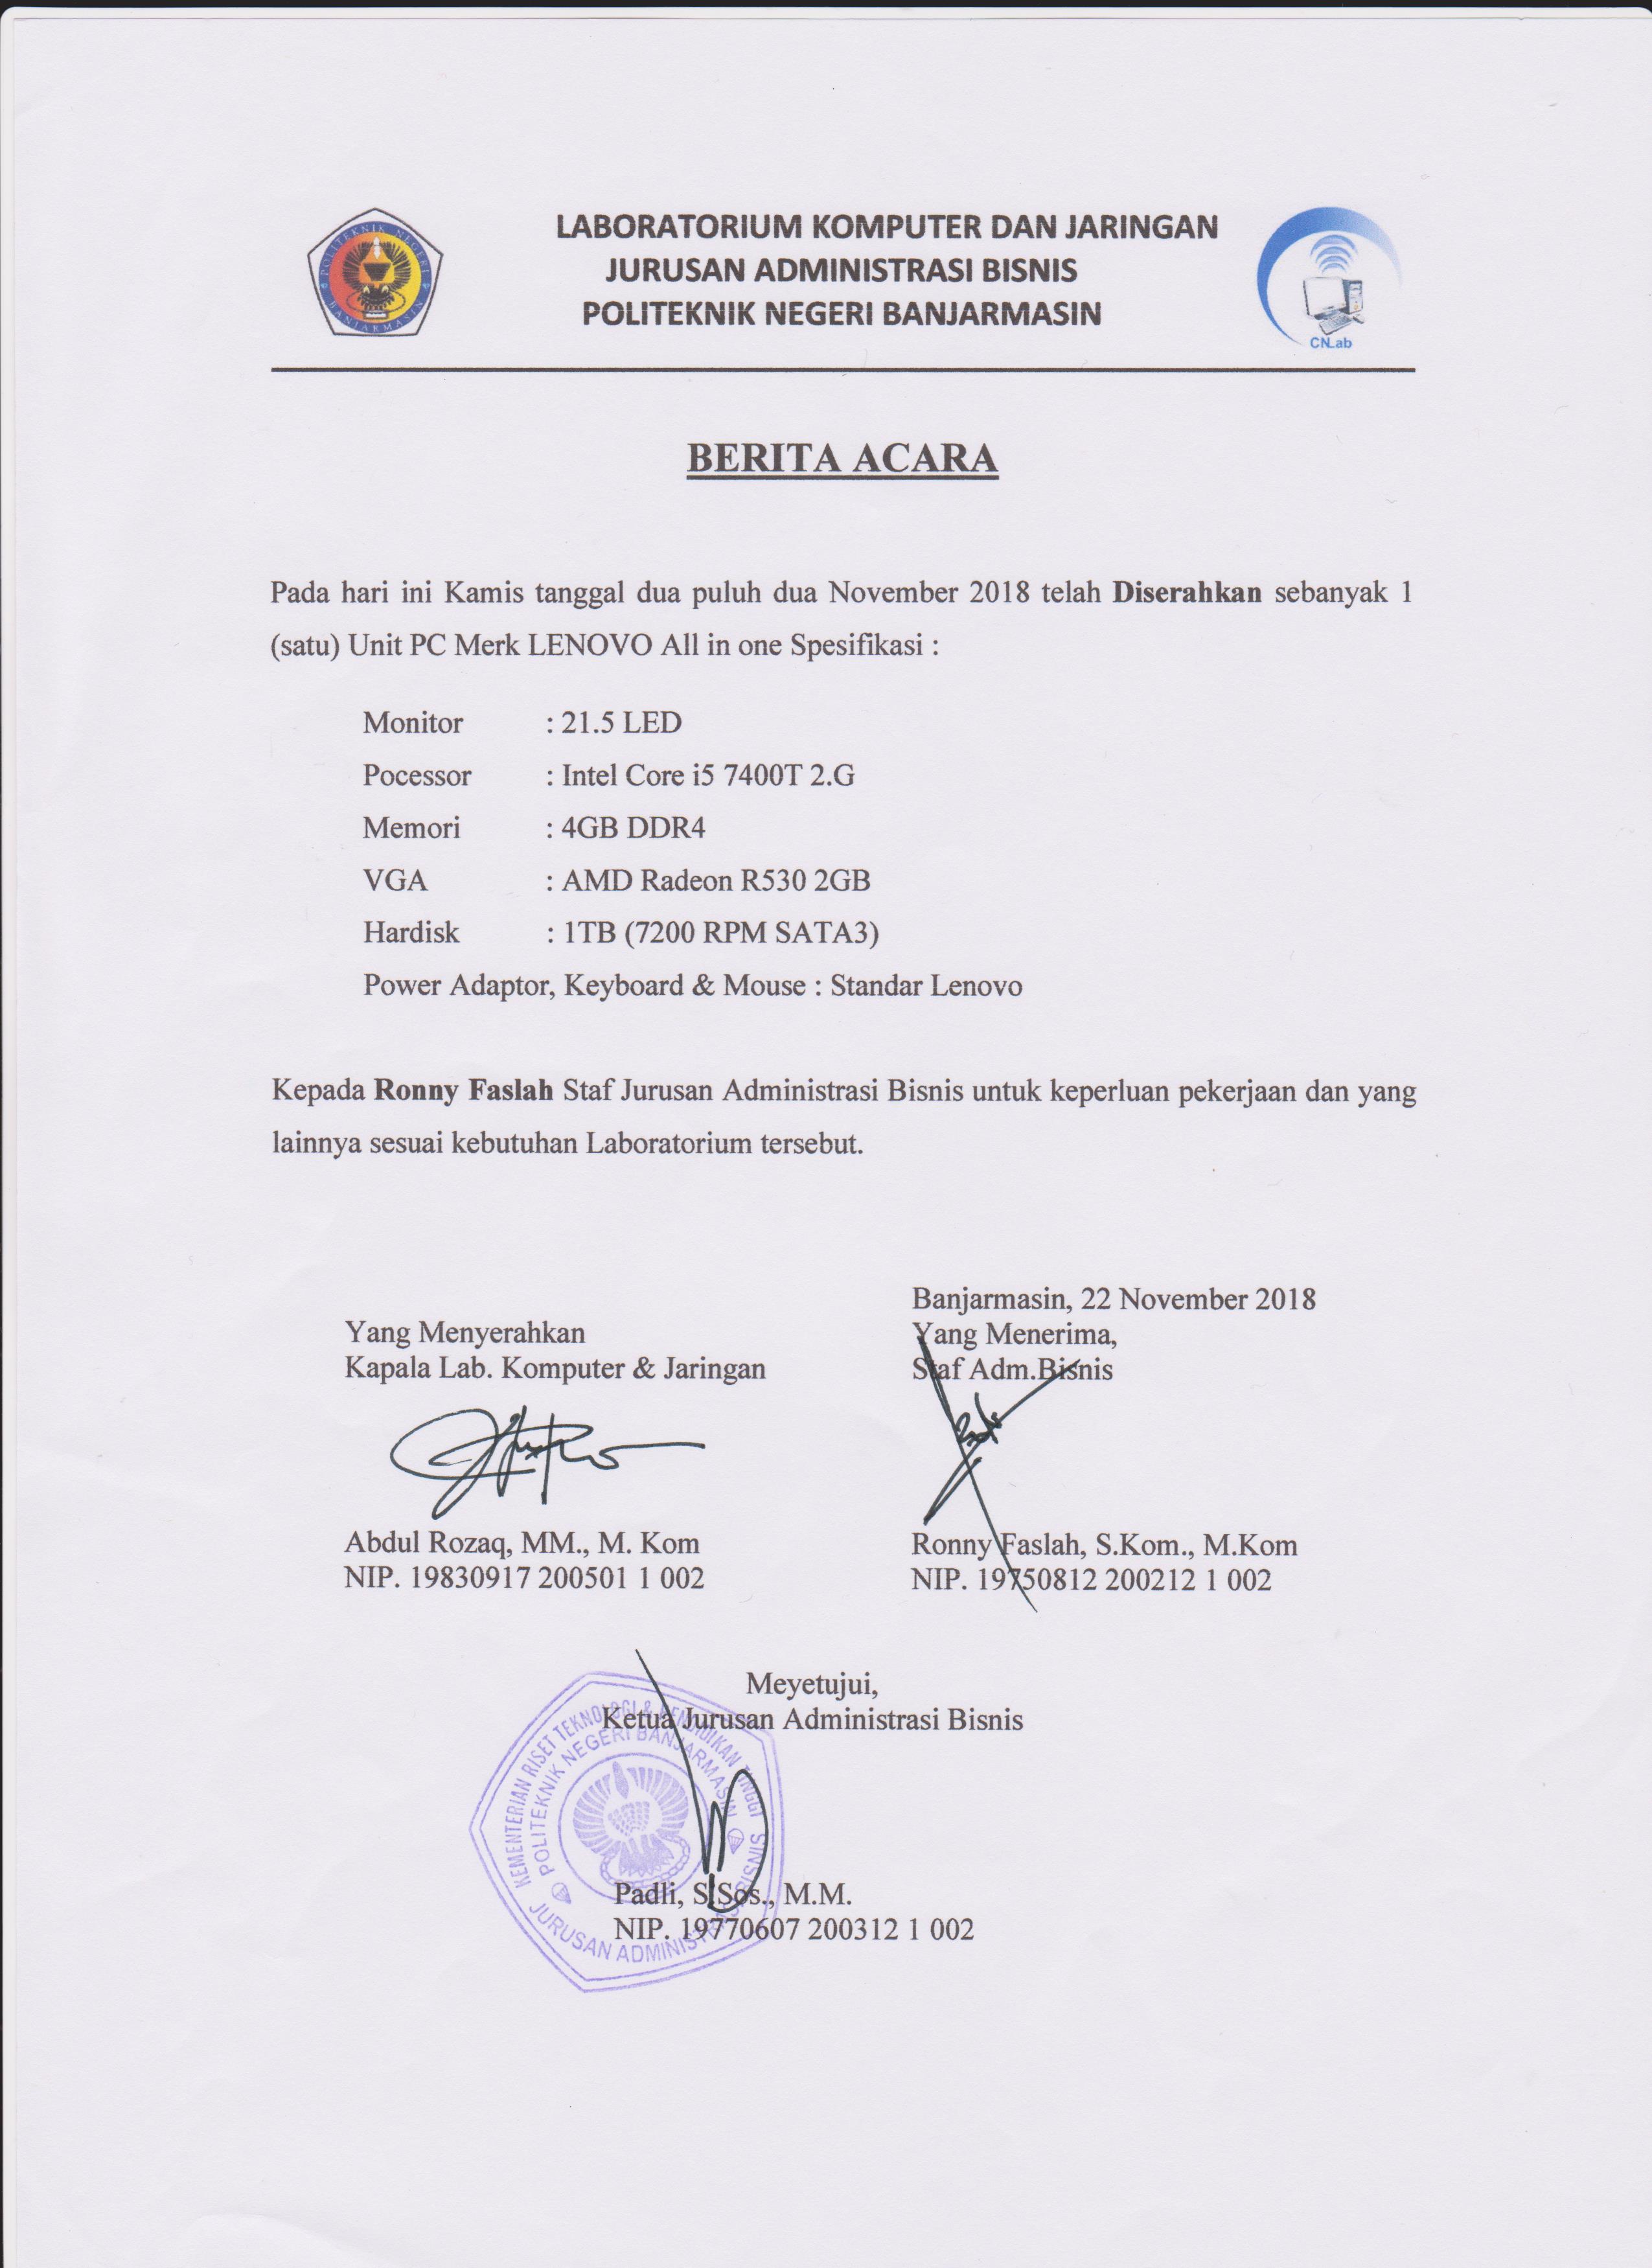 LABORATORIUM KOMPUTER DAN JARINGAN
JURUSAN ADMINISTRASI BISNIS
POLITEKNIK NEGERI BANJARMASIN
POLITEKNIK NEGERI
BANJARMASIN
CNLab
BERITA ACARA
Pada hari ini Kamis tanggal dua puluh dua November 2018 telah Diserahkan sebanyak 1
(satu) Unit PC Merk LENOVO All in one Spesifikasi :
Monitor : 21.5 LED
Pocessor : Intel Core i5 7400T 2.G
Memori : 4GB DDR4
VGA : AMD Radeon R530 2GB
Hardisk : 1TB (7200 RPM SATA3)
Power Adaptor, Keyboard & Mouse : Standar Lenovo
Kepada Ronny Faslah Staf Jurusan Administrasi Bisnis untuk keperluan pekerjaan dan yang
lainnya sesuai kebutuhan Laboratorium tersebut.
Banjarmasin, 22 November 2018
Yang Menyerahkan
Kapala Lab. Komputer & Jaringan
Yang Menerima,
Staf Adm.Bisnis
Abdul Rozaq, MM., M. Kom
NIP. 19830917 200501 1 002
Ronny Faslah, S.Kom., M.Kom
NIP. 19750812 200212 1 002
Meyetujui,
Ketua Jurusan Administrasi Bisnis
KEMENTERIAN RISET TEKNOLOGI & PENDIDIKAN TINGGI
POLITEKNIK NEGERI BANJARMASIN
JURUSAN ADMINISTRASI BISNIS
Padli, S.Sos., M.M.
NIP. 19770607 200312 1 002